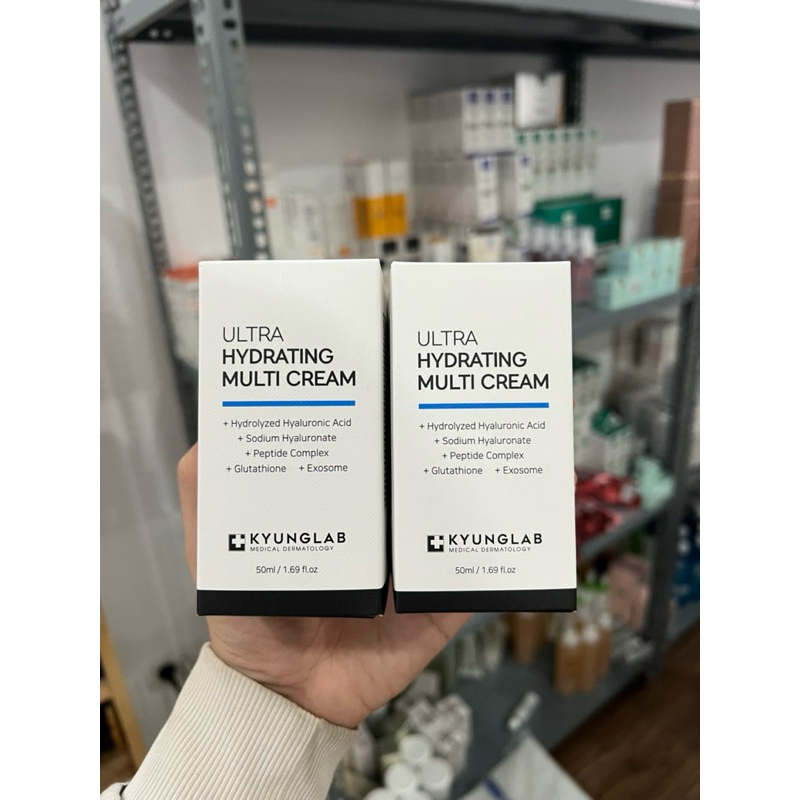 ULTRA
HYDRATING
MULTI CREAM
+ Hydrolyzed Hyaluronic Acid
+ Sodium Hyaluronate
+ Peptide Complex
+ Glutathione + Exosome
KYUNGLAB
MEDICAL DERMATOLOGY
50ml / 1.69 fl.oz
ULTRA
HYDRATING
MULTI CREAM
+ Hydrolyzed Hyaluronic Acid
+ Sodium Hyaluronate
+ Peptide Complex
+ Glutathione + Exosome
KYUNGLAB
MEDICAL DERMATOLOGY
50ml / 1.69 fl.oz